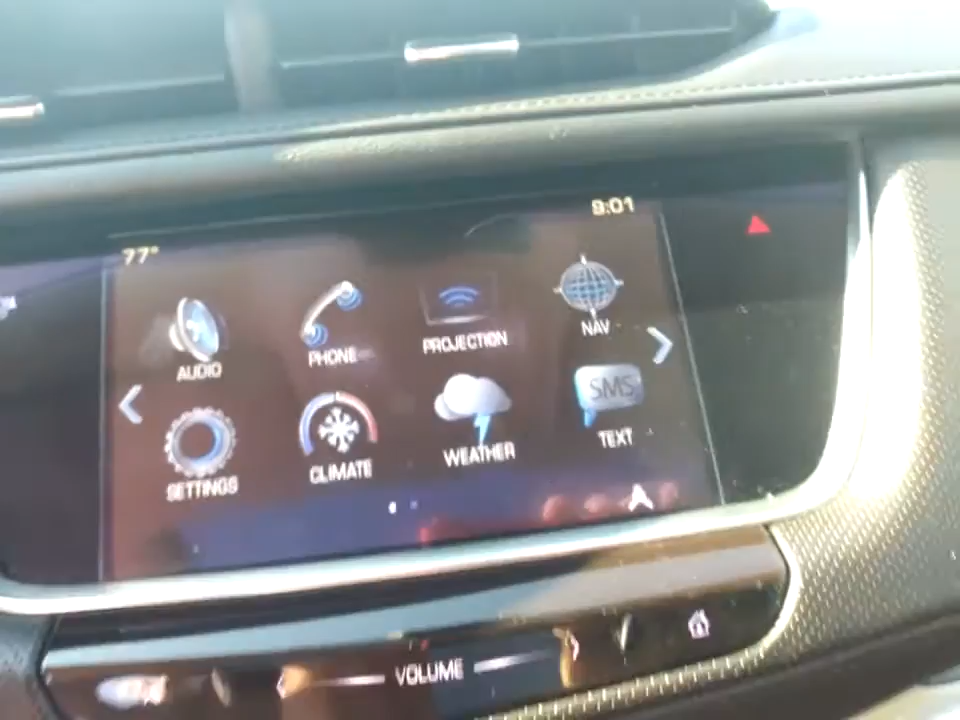 77°
9:01
AUDIO
PHONE
PROJECTION
NAV
SETTINGS
CLIMATE
WEATHER
SMS
TEXT
VOLUME